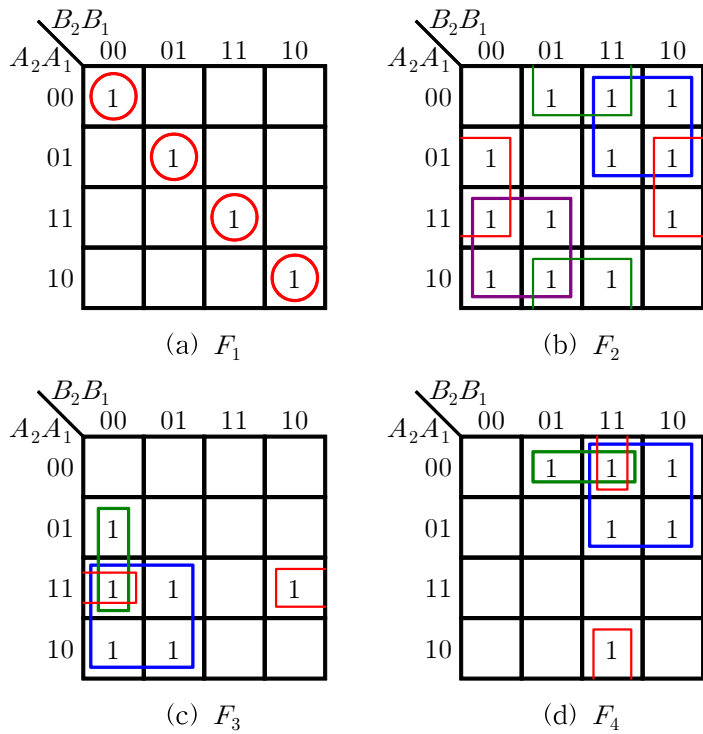 B₂B₁
A₂A₁ 00 01 11 10
00 1
01 1
11 1
10 1
(a) F₁
B₂B₁
A₂A₁ 00 01 11 10
00 1 1 1
01 1 1 1
11 1 1 1
10 1 1 1
(b) F₂
B₂B₁
A₂A₁ 00 01 11 10
00
01 1
11 1 1 1
10 1 1
(c) F₃
B₂B₁
A₂A₁ 00 01 11 10
00 1 1 1
01 1 1
11
10 1
(d) F₄